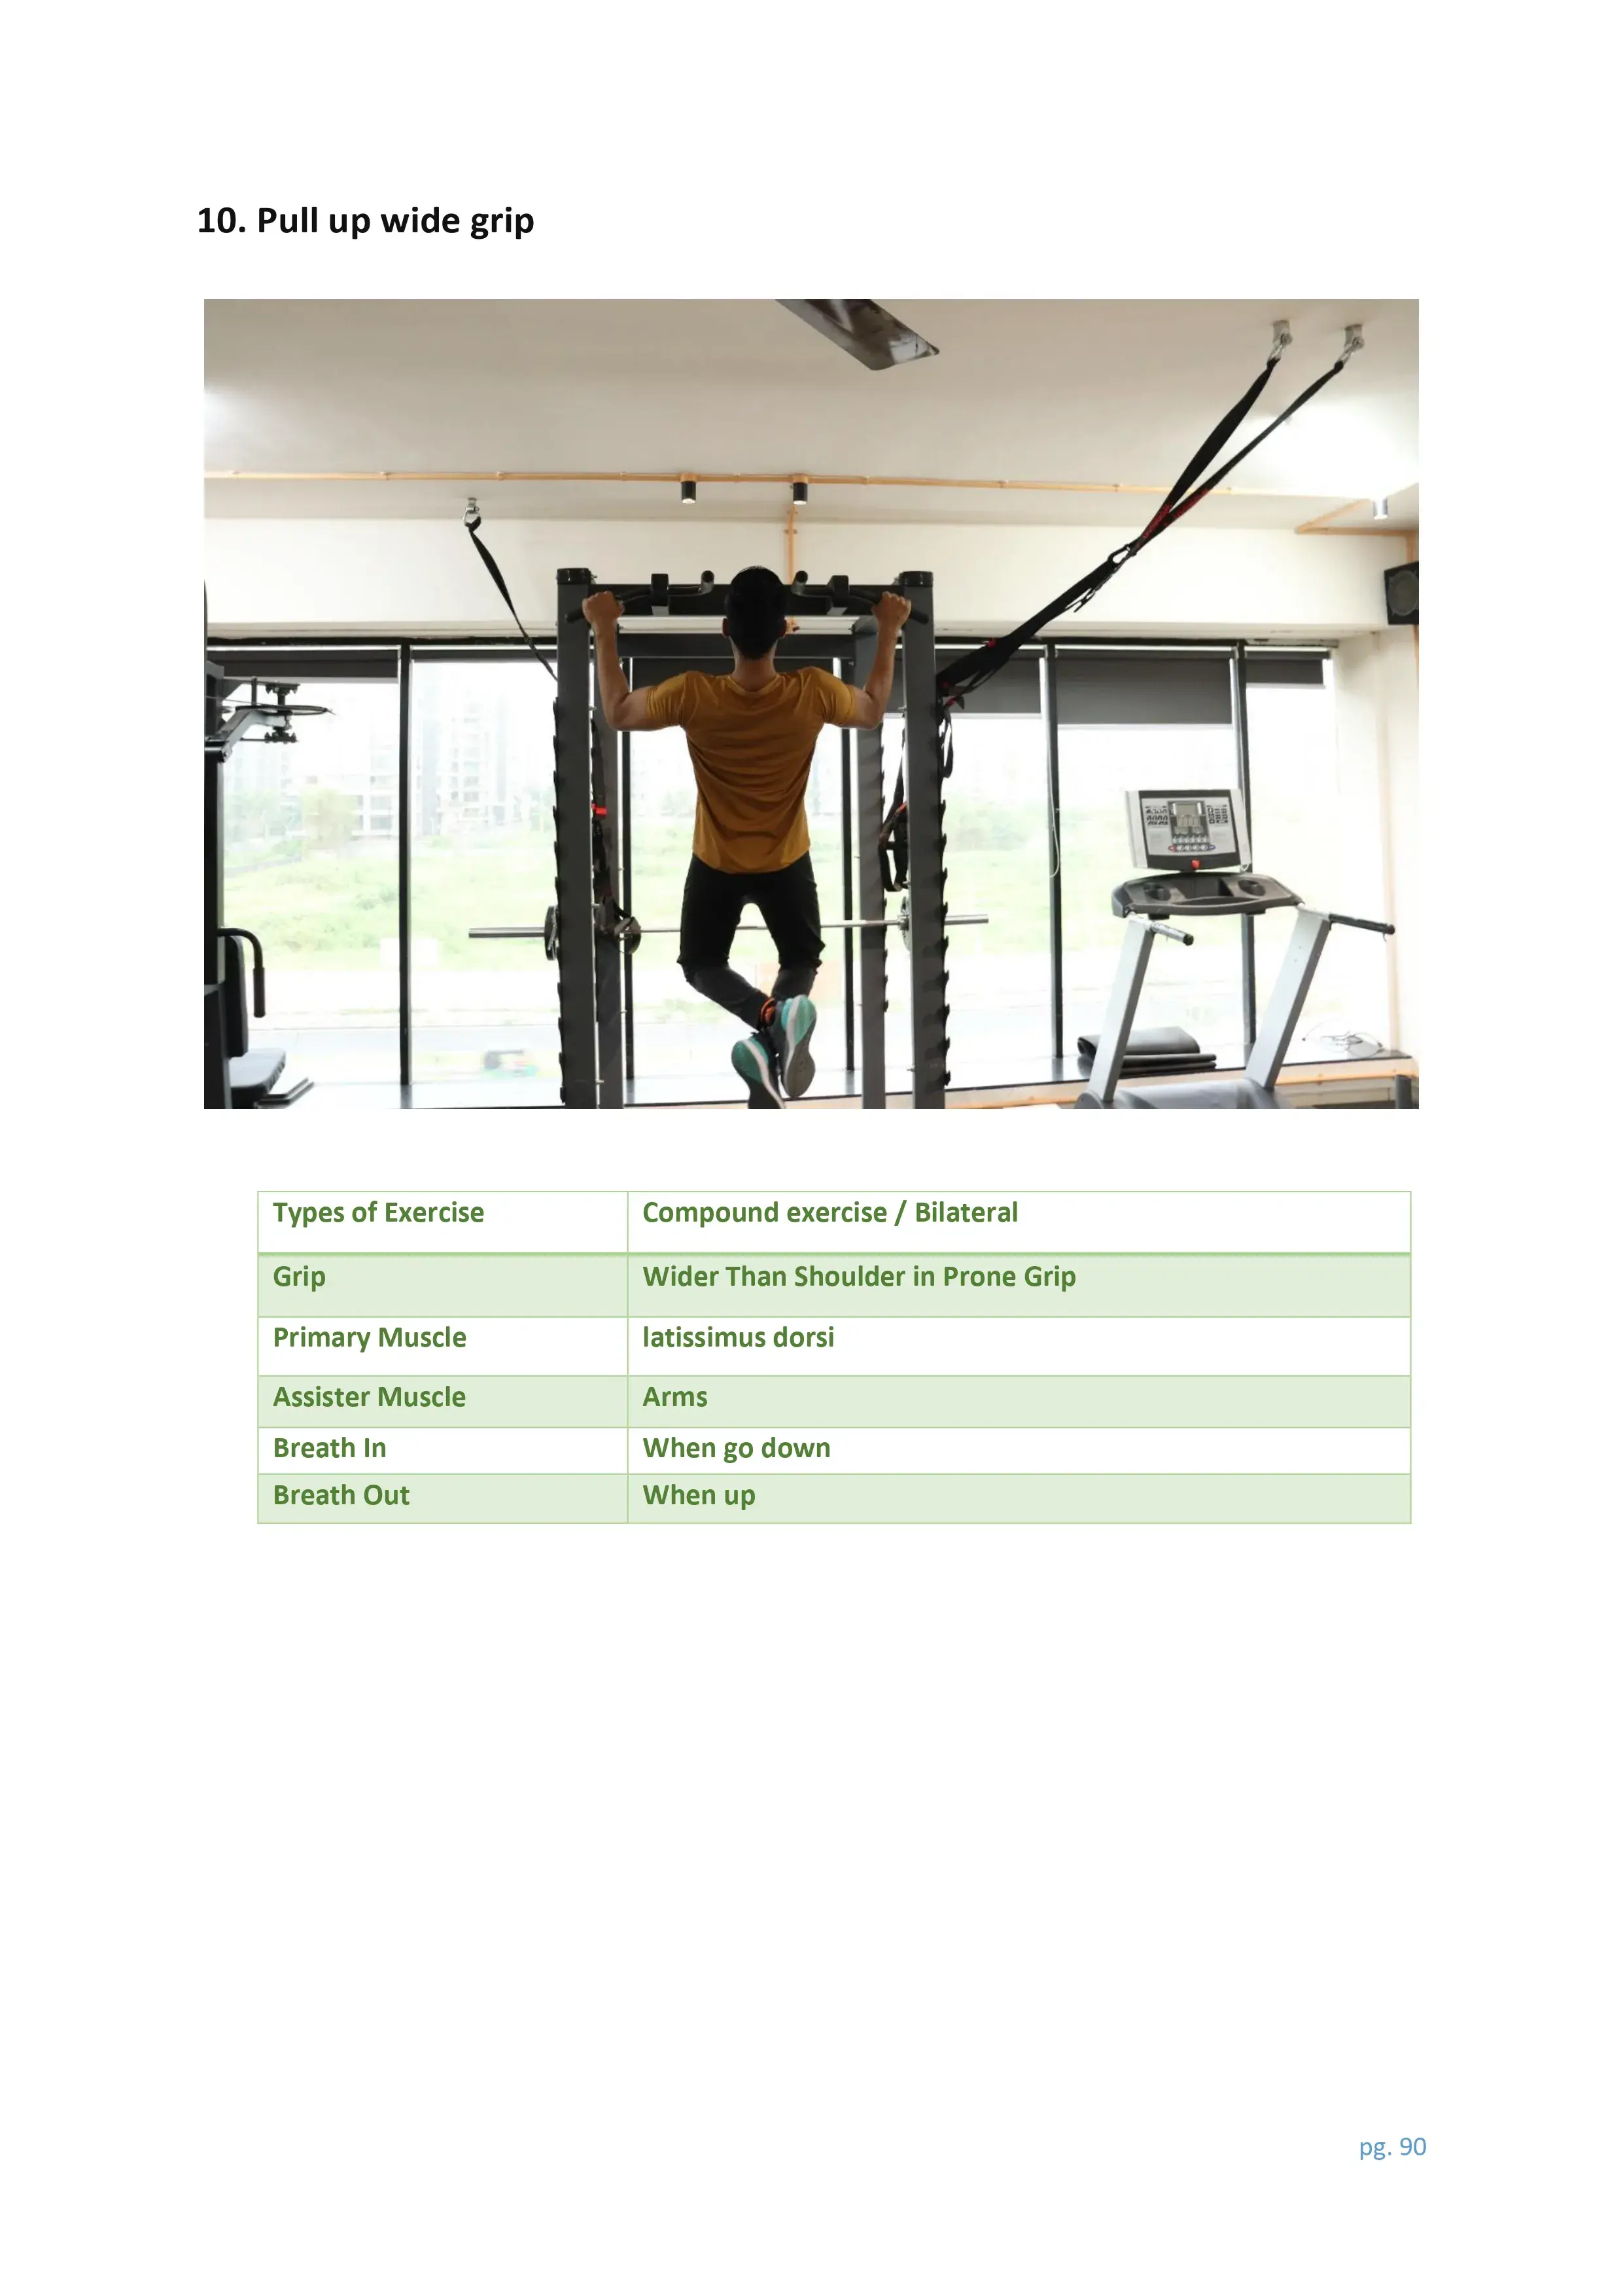 10. Pull up wide grip
Types of Exercise Compound exercise / Bilateral
Grip Wider Than Shoulder in Prone Grip
Primary Muscle latissimus dorsi
Assister Muscle Arms
Breath In When go down
Breath Out When up
pg. 90